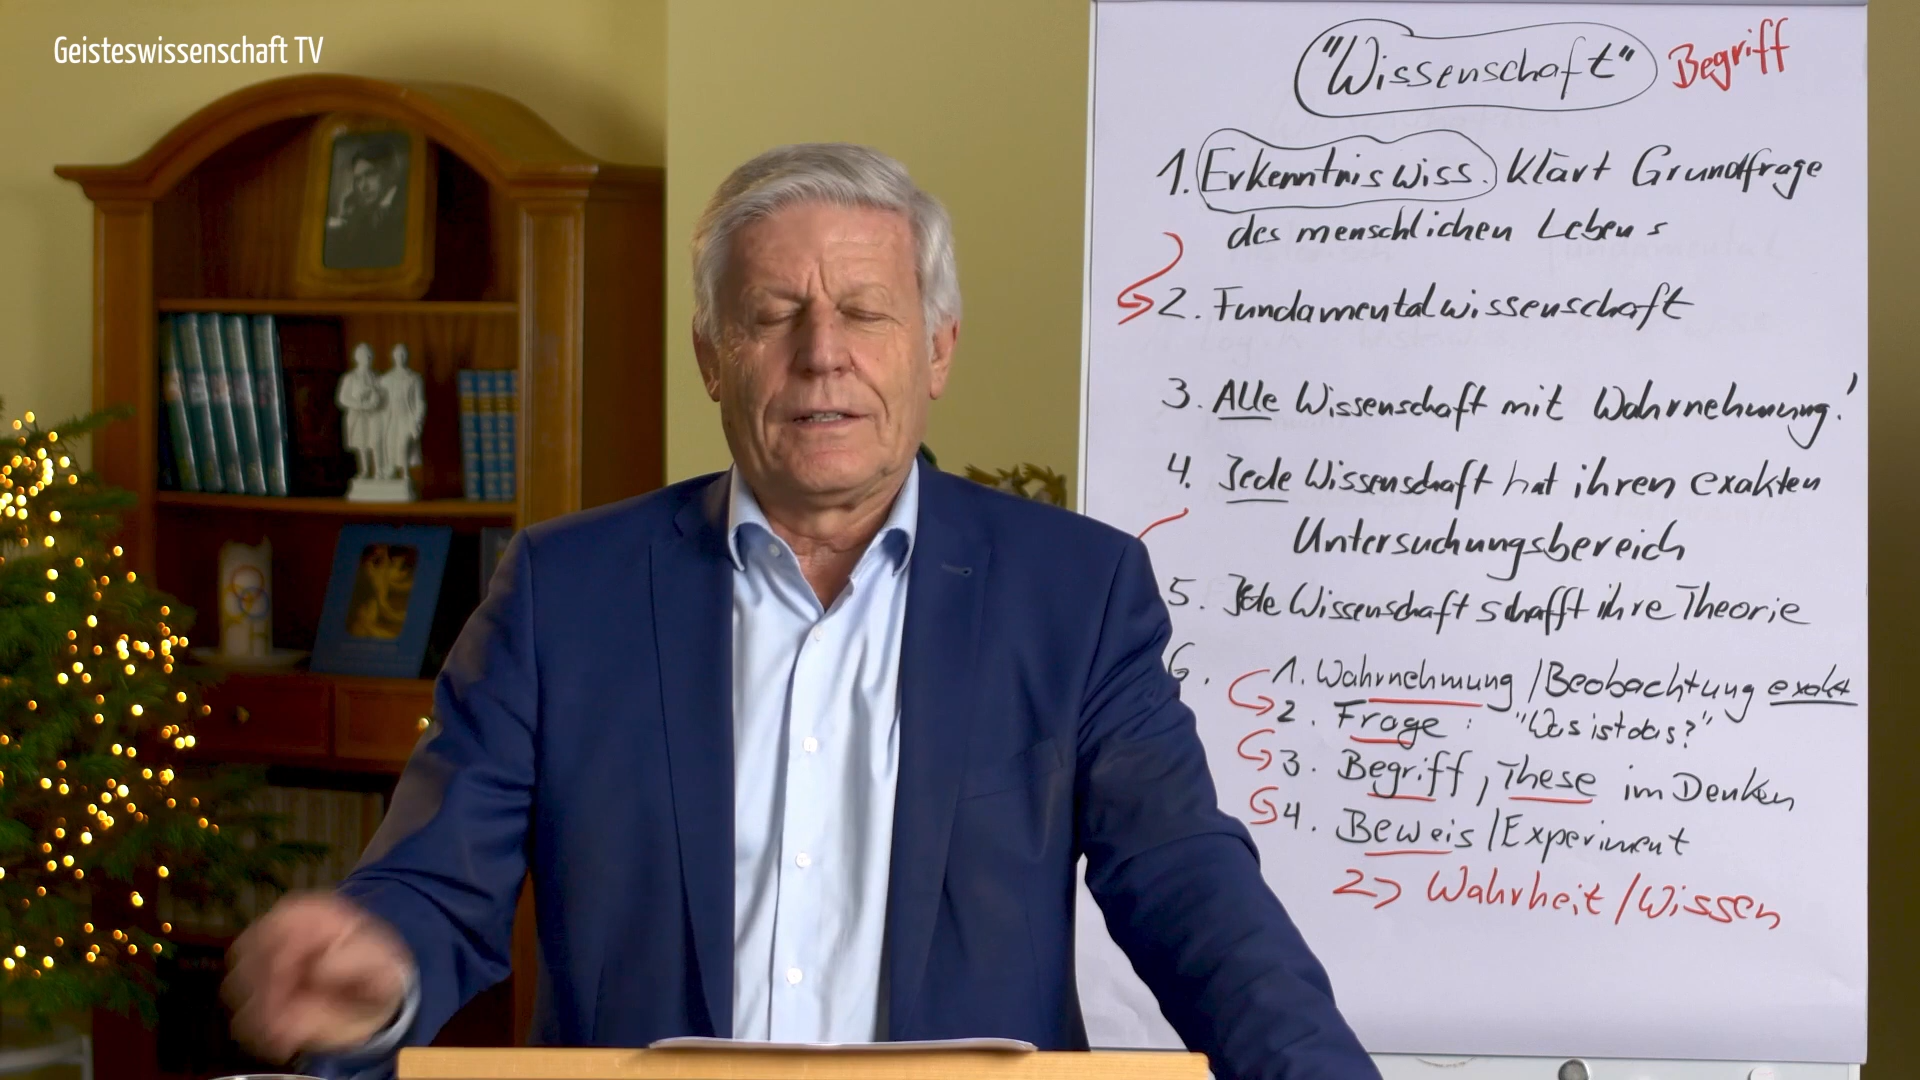 Geisteswissenschaft TV
"Wissenschaft" Begriff
1. Erkenntniswiss. klärt Grundfrage
des menschlichen Lebens
2. Fundamentalwissenschaft
3. Alle Wissenschaft mit Wahrnehmung!
4. Jede Wissenschaft hat ihren exakten
Untersuchungsbereich
5. Jede Wissenschaft schafft ihre Theorie
6. 1. Wahrnehmung / Beobachtung exakt
2. Frage : "Was ist das?"
3. Begriff, These im Denken
4. Beweis / Experiment
=> Wahrheit / Wissen